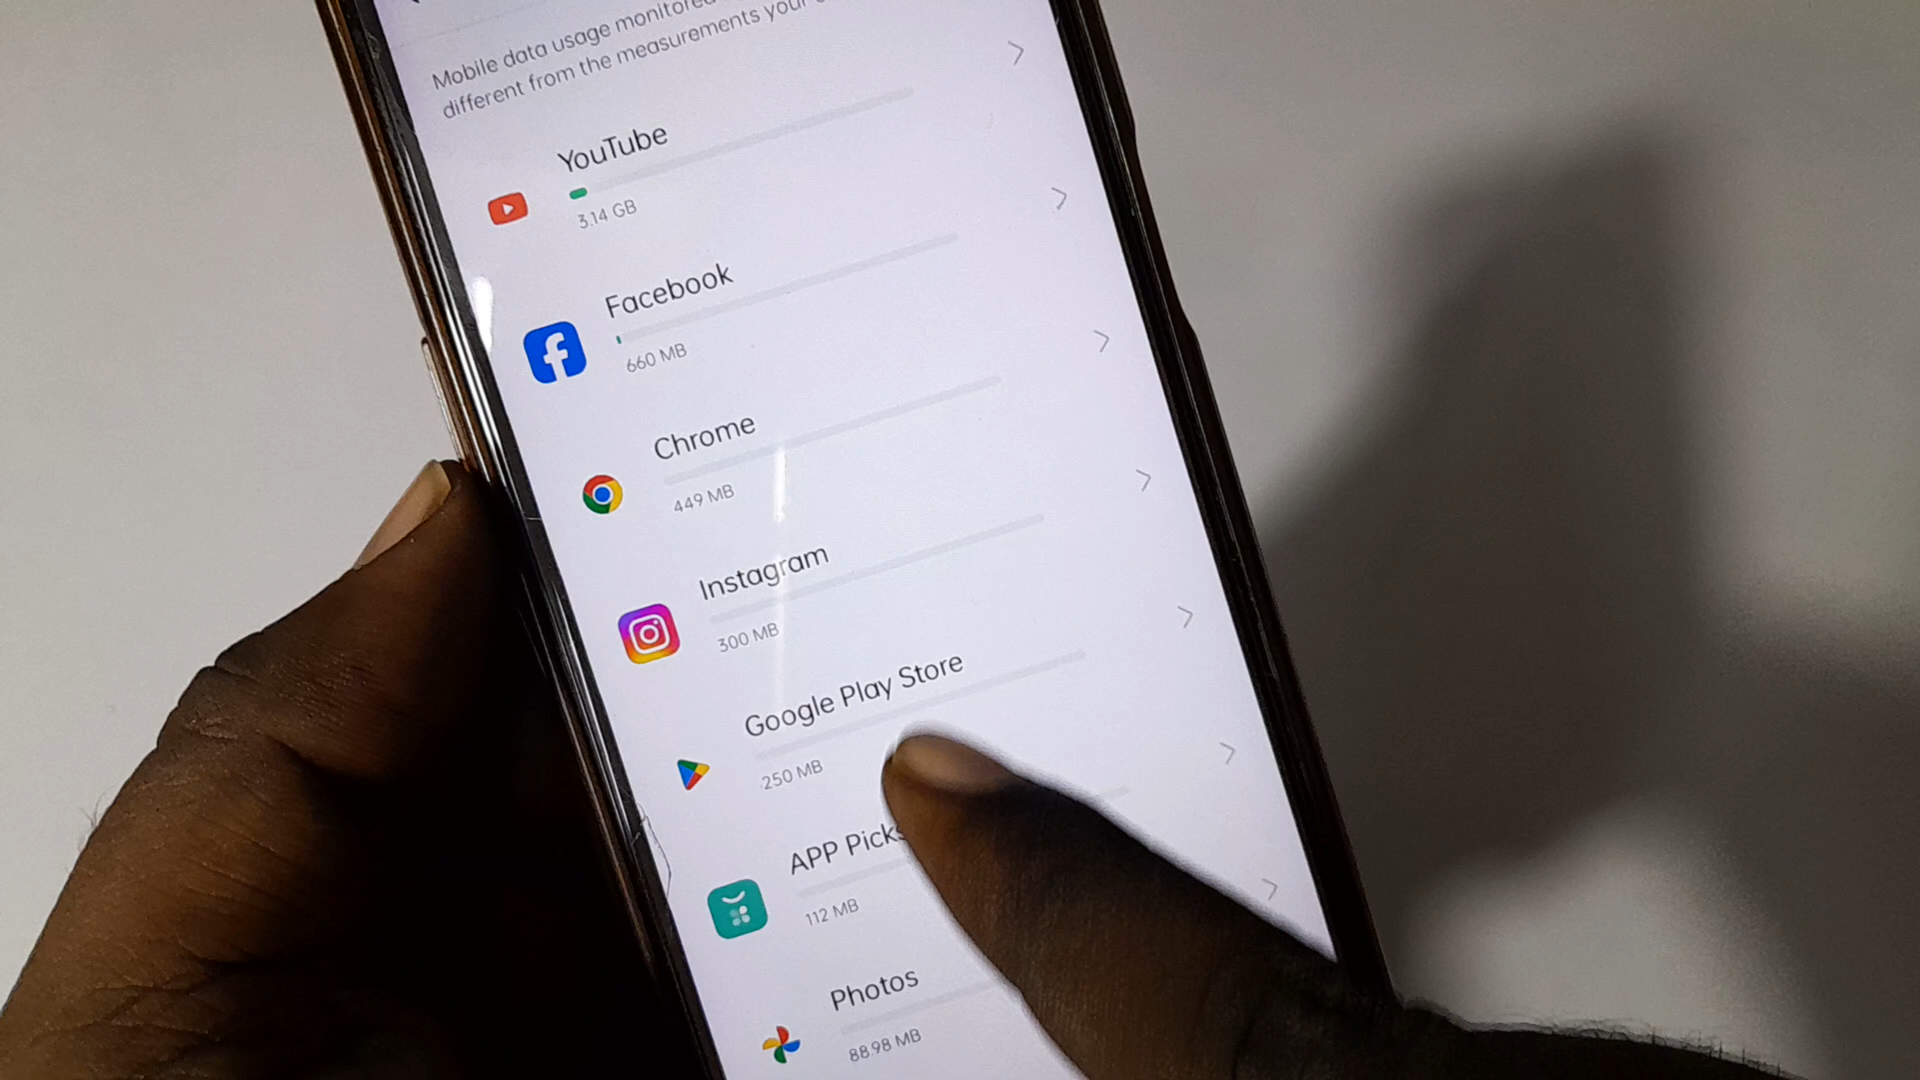 Mobile data usage monitored
different from the measurements your
YouTube
3.14 GB
Facebook
660 MB
Chrome
449 MB
Instagram
300 MB
Google Play Store
250 MB
APP Picks
112 MB
Photos
88.98 MB